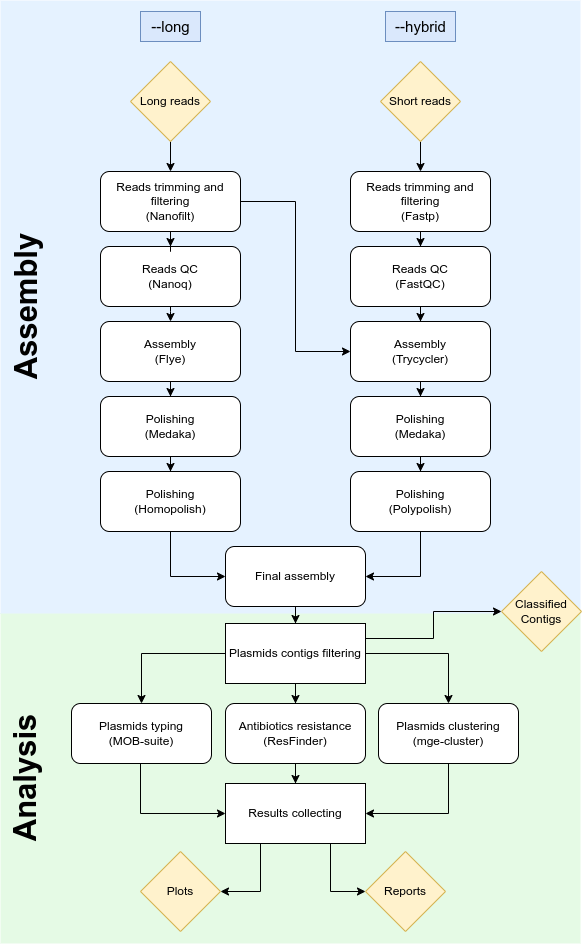 --long
--hybrid
Long reads
Short reads
Reads trimming and
filtering
(Nanofilt)
Reads trimming and
filtering
(Fastp)
Reads QC
(Nanoq)
Reads QC
(FastQC)
Assembly
Assembly
(Flye)
Assembly
(Trycycler)
Polishing
(Medaka)
Polishing
(Medaka)
Polishing
(Homopolish)
Polishing
(Polypolish)
Final assembly
Classified
Contigs
Plasmids contigs filtering
Analysis
Plasmids typing
(MOB-suite)
Antibiotics resistance
(ResFinder)
Plasmids clustering
(mge-cluster)
Results collecting
Plots
Reports